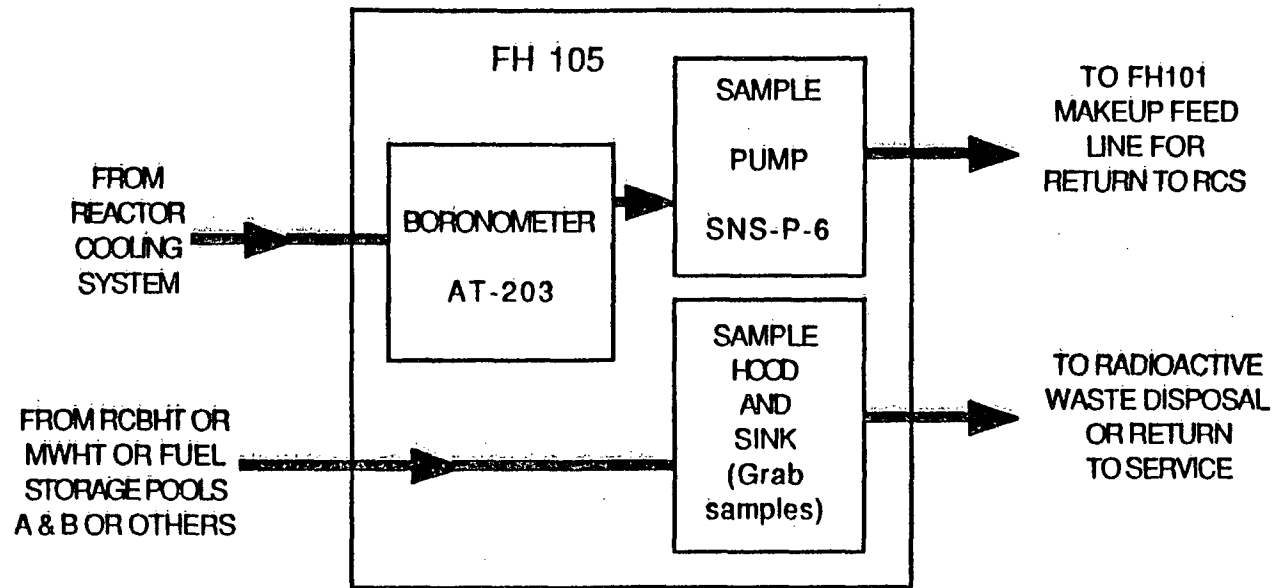 FH 105
FROM
REACTOR
COOLING
SYSTEM
BORONOMETER
AT-203
SAMPLE
PUMP
SNS-P-6
TO FH101
MAKEUP FEED
LINE FOR
RETURN TO RCS
FROM RCBHT OR
MWHT OR FUEL
STORAGE POOLS
A & B OR OTHERS
SAMPLE
HOOD
AND
SINK
(Grab
samples)
TO RADIOACTIVE
WASTE DISPOSAL
OR RETURN
TO SERVICE